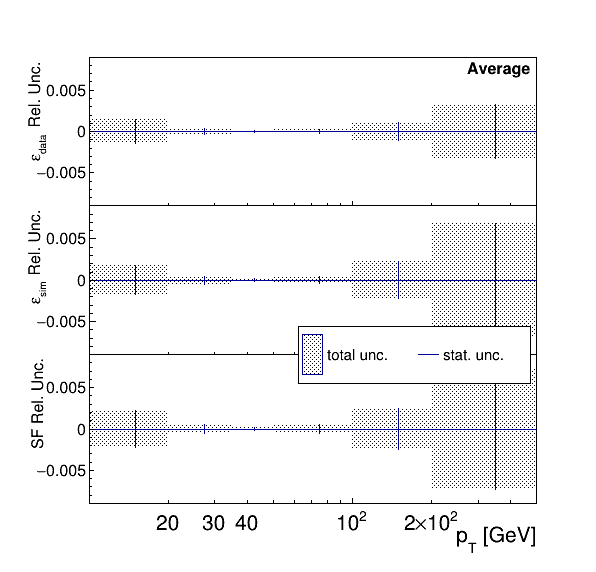 Average
ε_data Rel. Unc.
0.005
0
−0.005
ε_sim Rel. Unc.
0.005
0
−0.005
total unc.
stat. unc.
SF Rel. Unc.
0.005
0
−0.005
20 30 40 10² 2×10²
p_T [GeV]